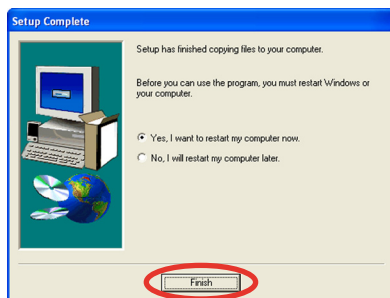 Setup Complete
Setup has finished copying files to your computer.
Before you can use the program, you must restart Windows or
your computer.
Yes, I want to restart my computer now.
No, I will restart my computer later.
Finish